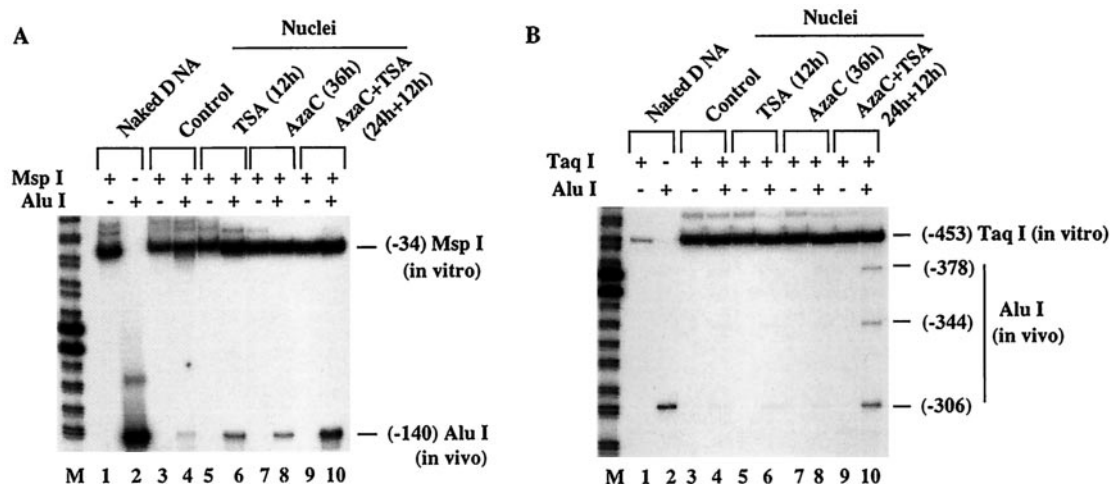 A
Nuclei
Naked D NA
Control
TSA (12h)
AzaC (36h)
AzaC+TSA
(24h+12h)
Msp I + - + + + + + + + +
Alu I - + - + - + - + - +
(-34) Msp I
(in vitro)
(-140) Alu I
(in vivo)
M 1 2 3 4 5 6 7 8 9 10
B
Nuclei
Naked D NA
Control
TSA (12h)
AzaC (36h)
AzaC+TSA
24h+12h)
Taq I + - + + + + + + + +
Alu I - + - + - + - + - +
(-453) Taq I (in vitro)
(-378)
(-344)
Alu I
(in vivo)
(-306)
M 1 2 3 4 5 6 7 8 9 10